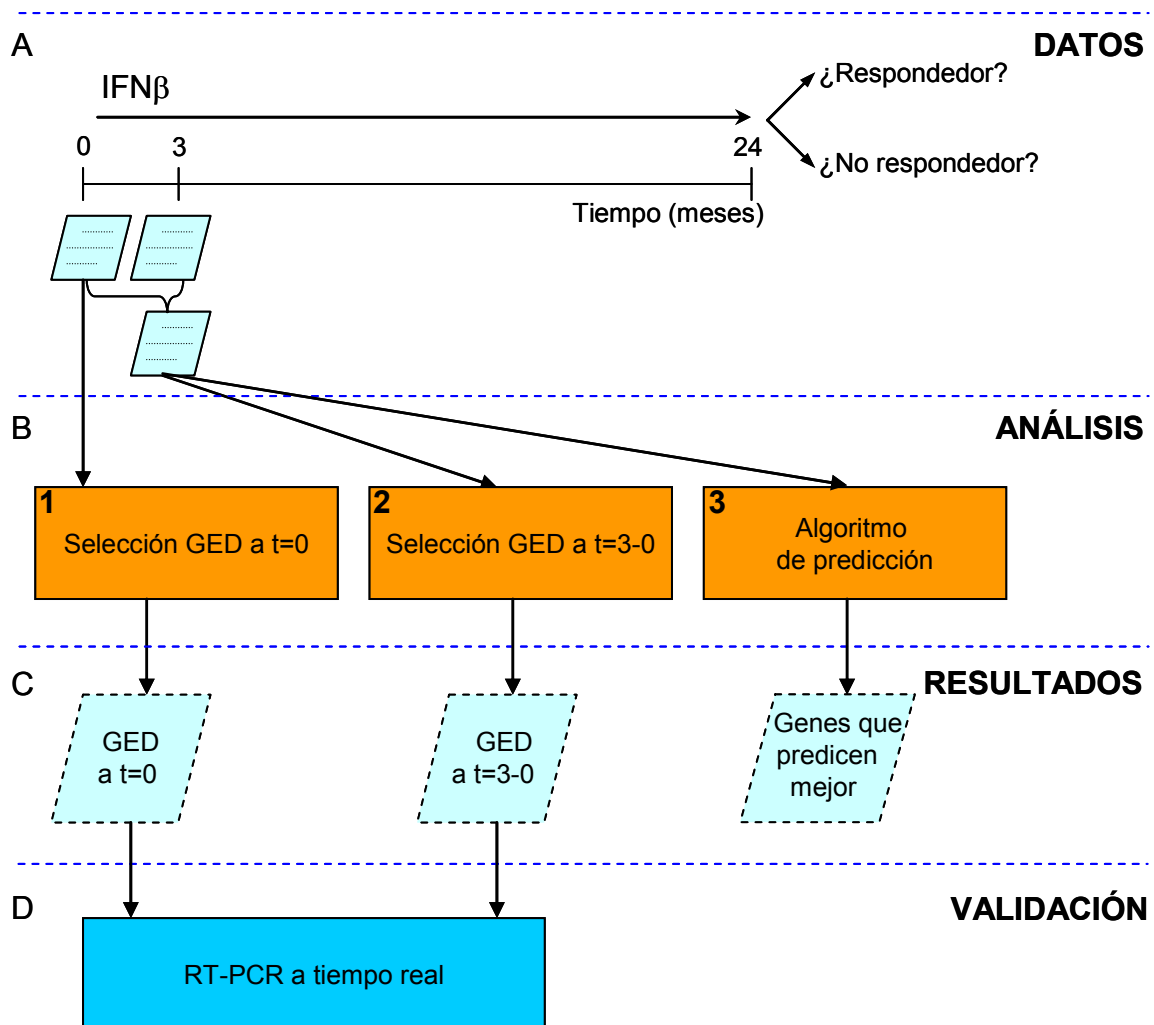 A
DATOS
IFNβ
¿Respondedor?
0
3
24
¿No respondedor?
Tiempo (meses)
B
ANÁLISIS
1
Selección GED a t=0
2
Selección GED a t=3-0
3
Algoritmo
de predicción
C
RESULTADOS
GED
a t=0
GED
a t=3-0
Genes que
predicen
mejor
D
VALIDACIÓN
RT-PCR a tiempo real